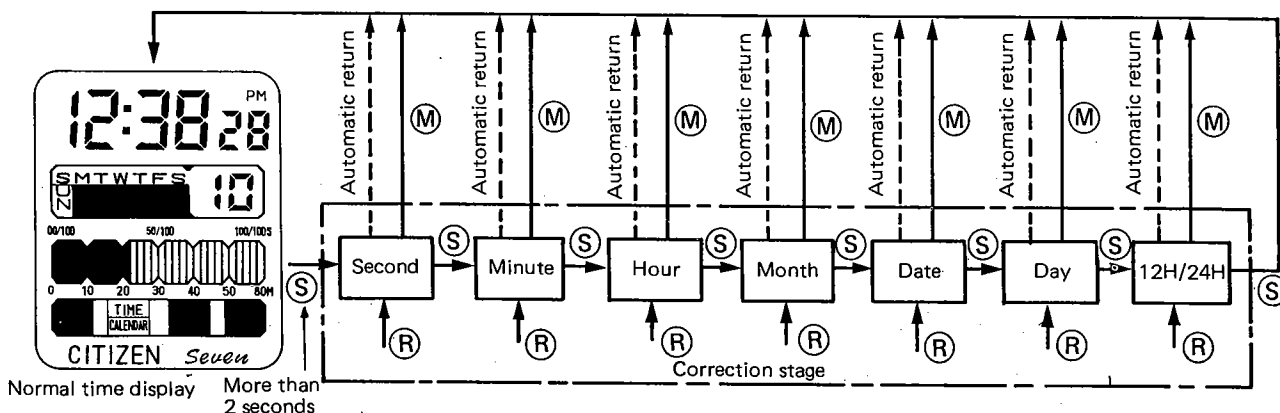 Automatic return M Automatic return M Automatic return M Automatic return M Automatic return M Automatic return M Automatic return M
PM
12:38 28
SMTWTFS
SUN
10
00/100 50/100 100/100S
0 10 20 30 40 50 60M
TIME
CALENDAR
CITIZEN Seven
Normal time display
S
More than
2 seconds
Second S Minute S Hour S Month S Date S Day S 12H/24H S
R R R R R R R
Correction stage